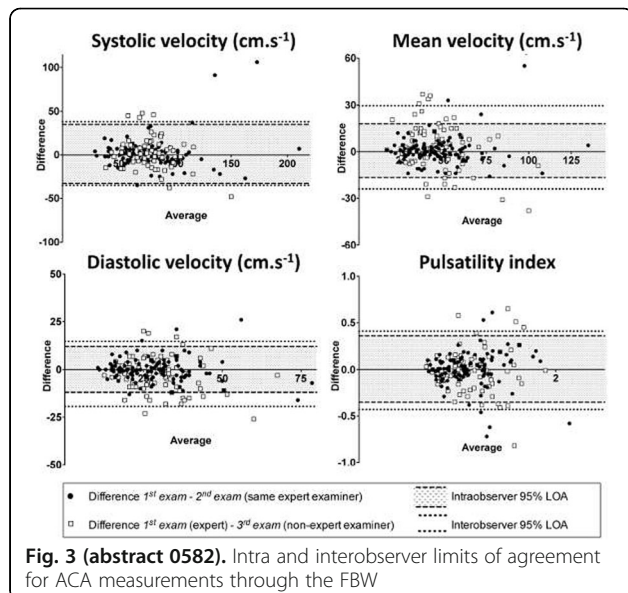 Systolic velocity (cm.s⁻¹)
100
50
0
-50
-100
Difference
50
150
200
Average
Mean velocity (cm.s⁻¹)
60
30
0
-30
-60
Difference
75
100
125
Average
Diastolic velocity (cm.s⁻¹)
50
25
0
-25
-50
Difference
50
75
Average
Pulsatility index
1.0
0.5
0.0
-0.5
-1.0
Difference
2
Average
Difference 1st exam - 2nd exam (same expert examiner)
Intraobserver 95% LOA
Difference 1st exam (expert) - 3rd exam (non-expert examiner)
Interobserver 95% LOA
Fig. 3 (abstract 0582). Intra and interobserver limits of agreement
for ACA measurements through the FBW